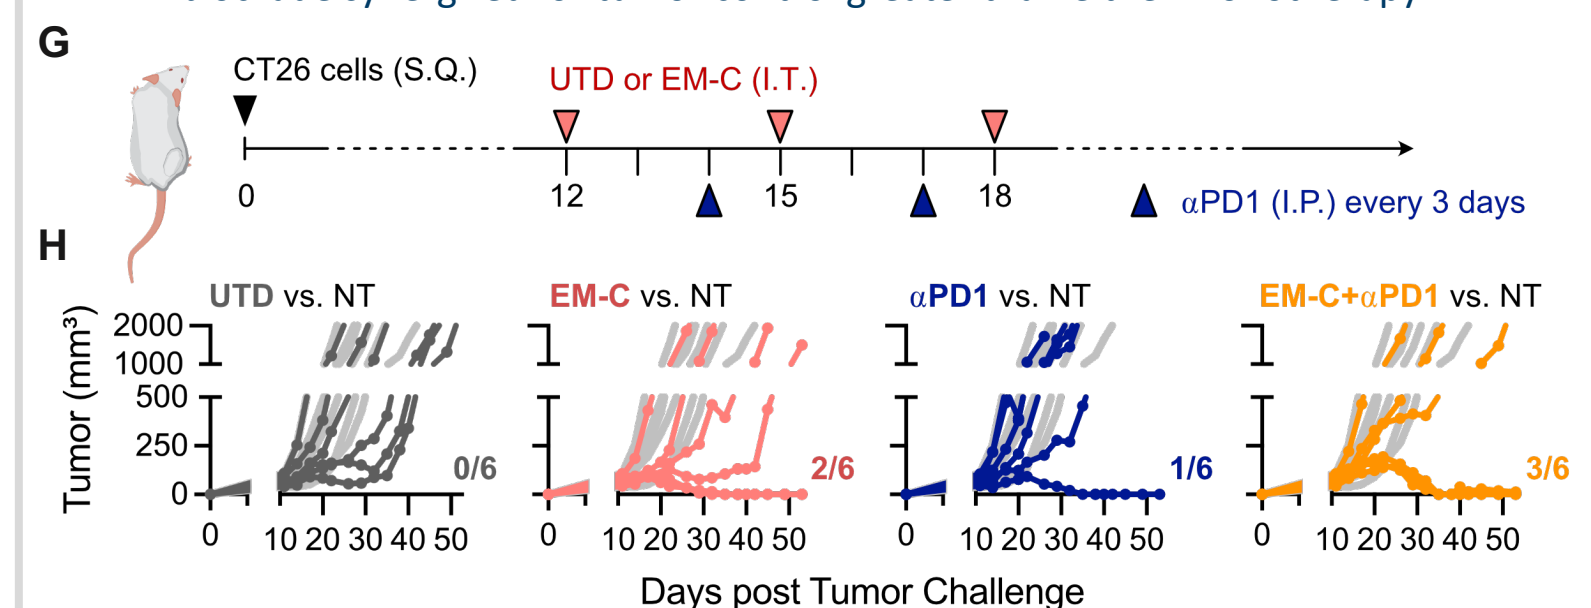 G
CT26 cells (S.Q.)
UTD or EM-C (I.T.)
0 12 15 18
αPD1 (I.P.) every 3 days
H
UTD vs. NT
EM-C vs. NT
αPD1 vs. NT
EM-C+αPD1 vs. NT
Tumor (mm³)
2000
1000
500
250
0
0/6
2/6
1/6
3/6
0 10 20 30 40 50
0 10 20 30 40 50
0 10 20 30 40 50
0 10 20 30 40 50
Days post Tumor Challenge